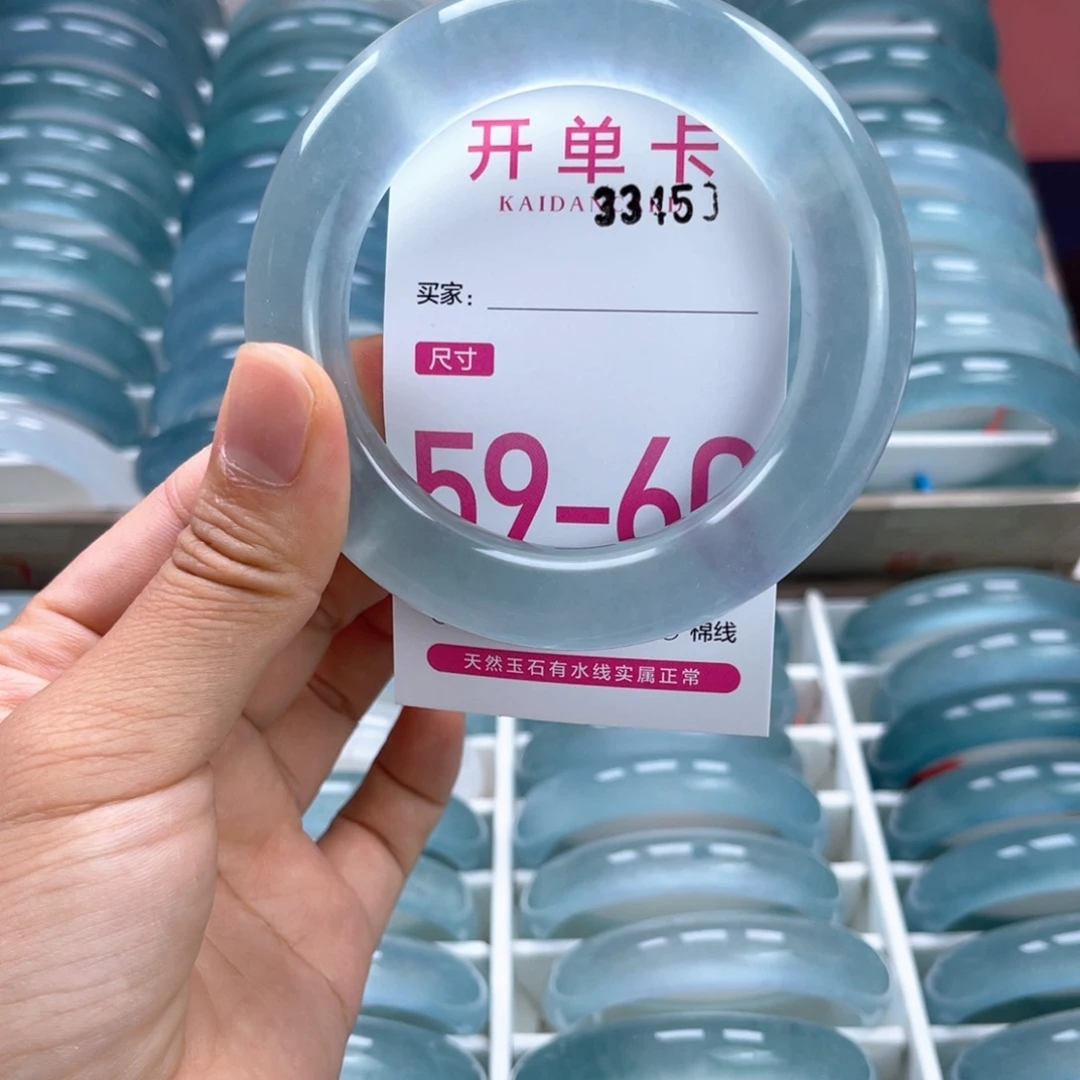 开单卡
KAIDAN
3315
买家：
尺寸
59-60
棉线
天然玉石有水线实属正常